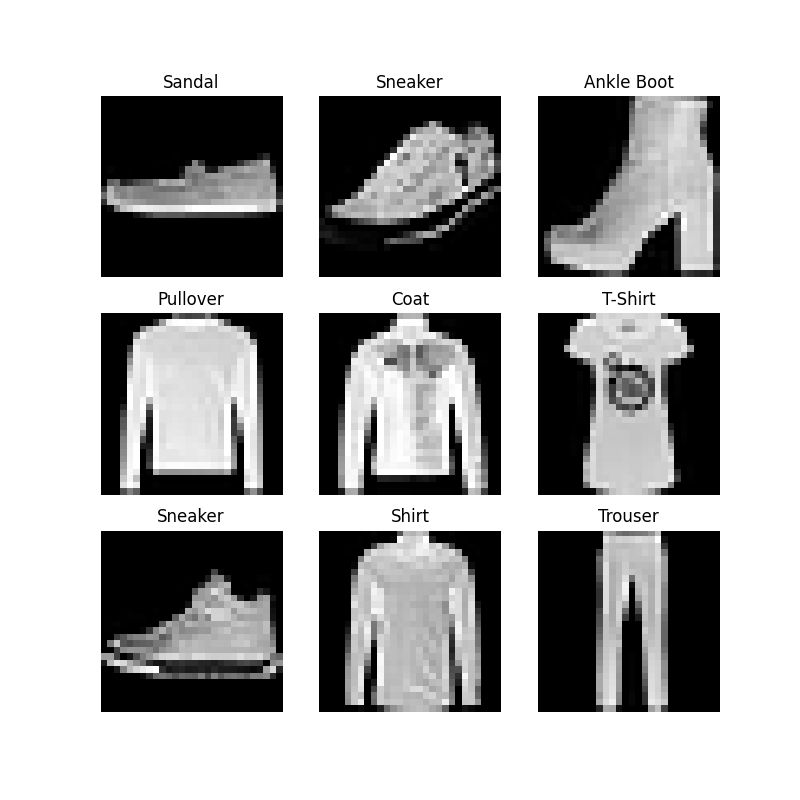 Sandal
Sneaker
Ankle Boot
Pullover
Coat
T-Shirt
Sneaker
Shirt
Trouser